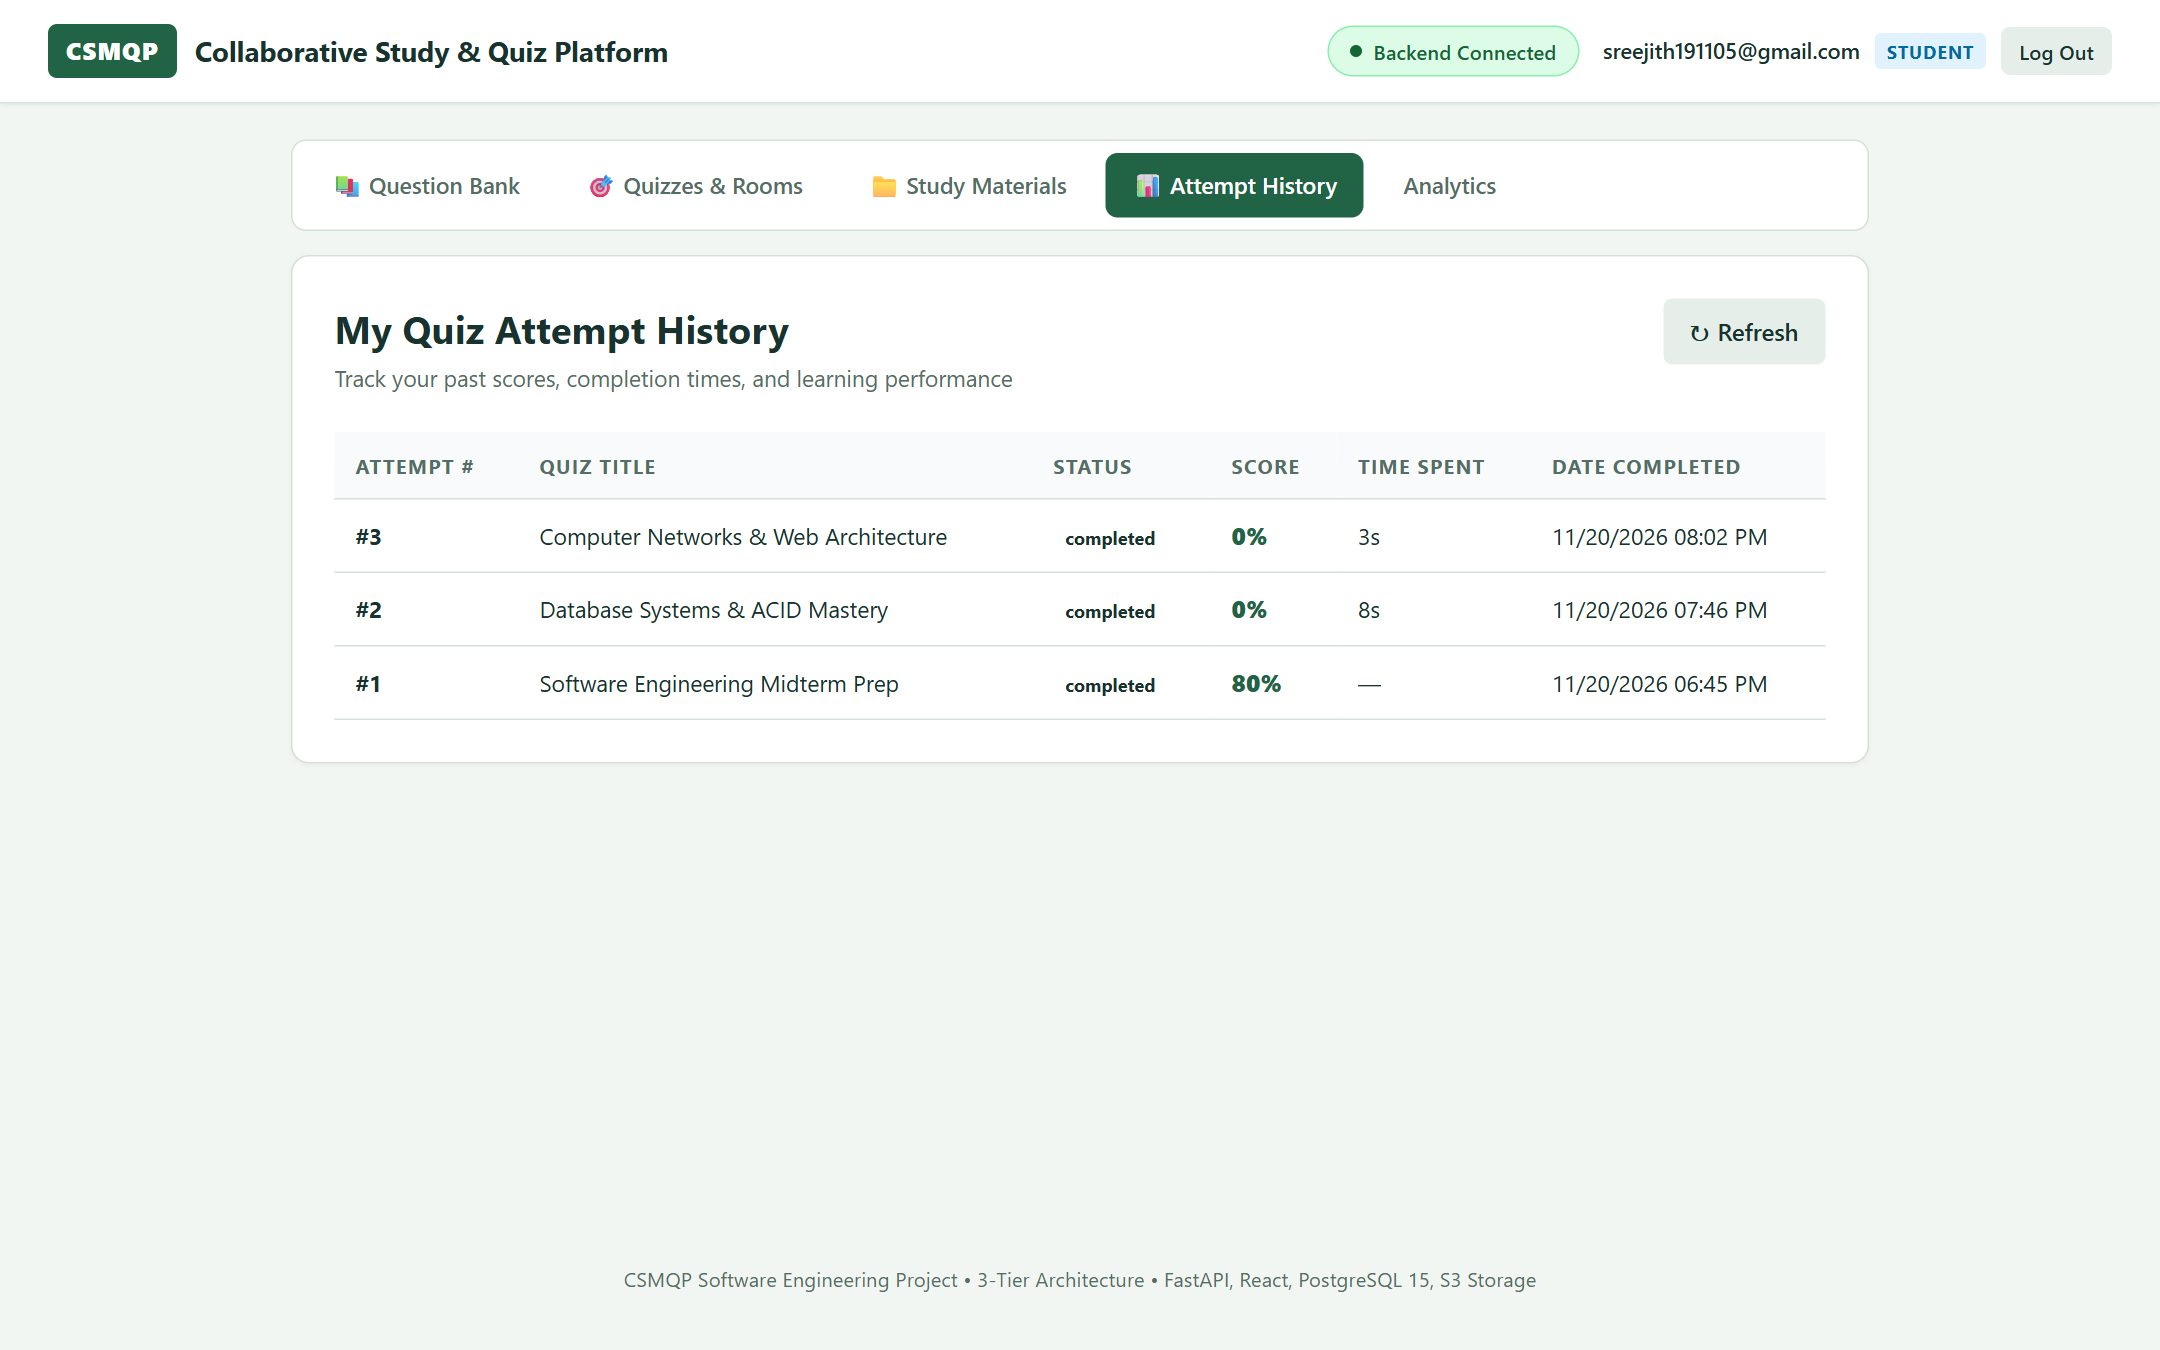 CSMQP Collaborative Study & Quiz Platform Backend Connected sreejith191105@gmail.com STUDENT Log Out
Question Bank Quizzes & Rooms Study Materials Attempt History Analytics
My Quiz Attempt History
↻ Refresh
Track your past scores, completion times, and learning performance
ATTEMPT # QUIZ TITLE STATUS SCORE TIME SPENT DATE COMPLETED
#3 Computer Networks & Web Architecture completed 0% 3s 11/20/2026 08:02 PM
#2 Database Systems & ACID Mastery completed 0% 8s 11/20/2026 07:46 PM
#1 Software Engineering Midterm Prep completed 80% — 11/20/2026 06:45 PM
CSMQP Software Engineering Project • 3-Tier Architecture • FastAPI, React, PostgreSQL 15, S3 Storage